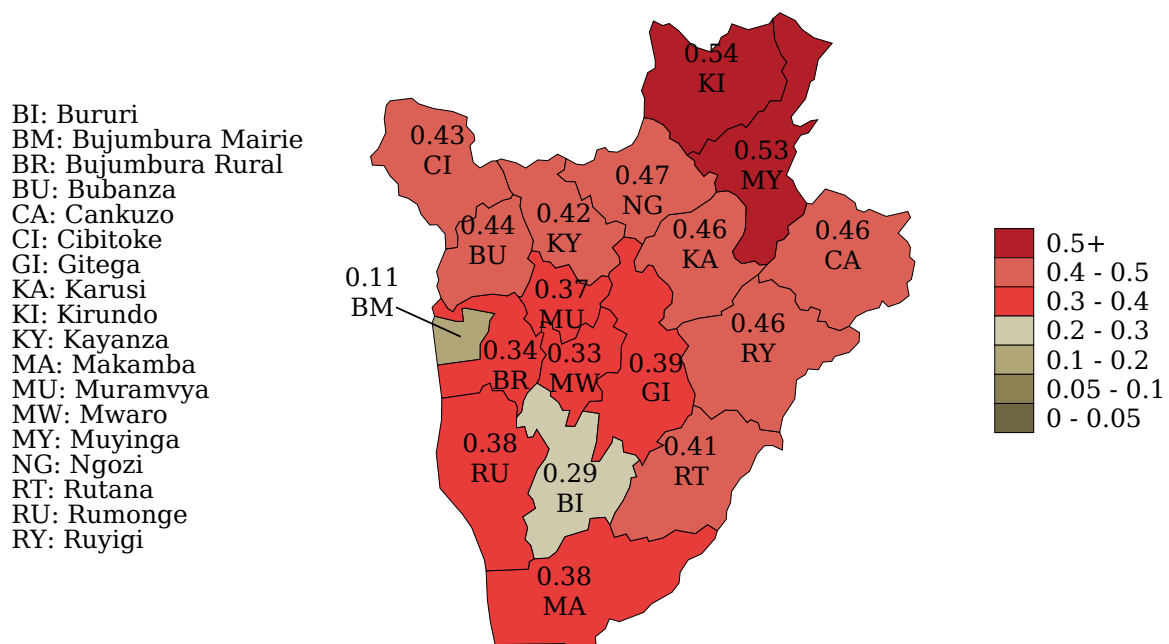 BI: Bururi
BM: Bujumbura Mairie
BR: Bujumbura Rural
BU: Bubanza
CA: Cankuzo
CI: Cibitoke
GI: Gitega
KA: Karusi
KI: Kirundo
KY: Kayanza
MA: Makamba
MU: Muramvya
MW: Mwaro
MY: Muyinga
NG: Ngozi
RT: Rutana
RU: Rumonge
RY: Ruyigi
0.54
KI
0.43
CI
0.53
MY
0.47
NG
0.42
KY
0.44
BU
0.46
KA
0.46
CA
0.11
BM
0.37
MU
0.46
RY
0.34
BR
0.33
MW
0.39
GI
0.38
RU
0.41
RT
0.29
BI
0.38
MA
0.5+
0.4 - 0.5
0.3 - 0.4
0.2 - 0.3
0.1 - 0.2
0.05 - 0.1
0 - 0.05